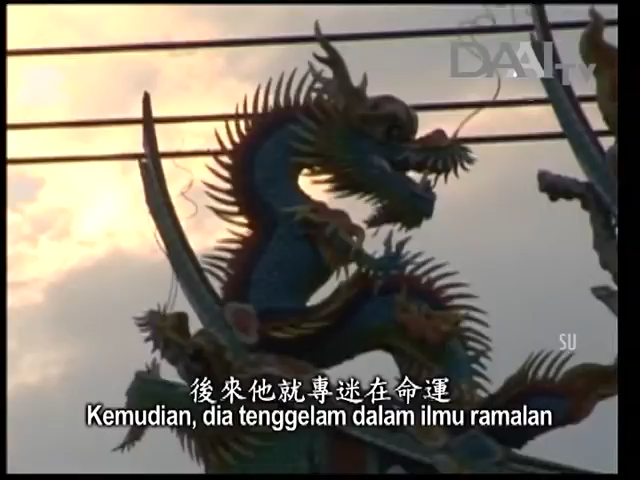 DAAI TV
SU
後來他就專迷在命運
Kemudian, dia tenggelam dalam ilmu ramalan